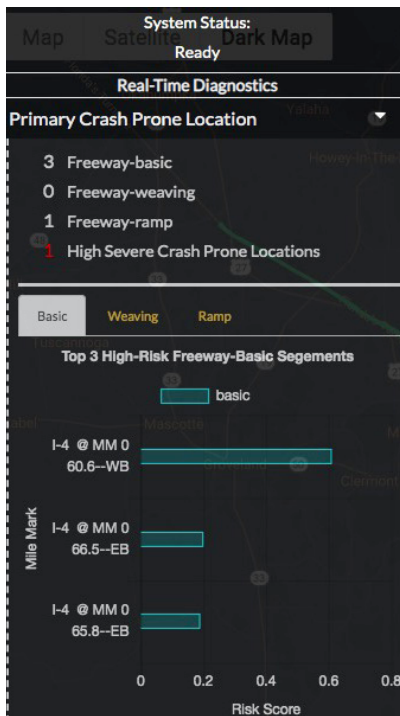 System Status:
Map Satellite Dark Map
Ready
Real-Time Diagnostics
Primary Crash Prone Location
Yalaha
3 Freeway-basic
Howey-in-The
0 Freeway-weaving
1 Freeway-ramp
1 High Severe Crash Prone Locations
27
33
Basic Weaving Ramp
Tuscanooga
Top 3 High-Risk Freeway-Basic Segements
33
basic
Mascotte
I-4 @ MM 0
60.6--WB
Groveland
50
Clermont
Mile Mark
I-4 @ MM 0
66.5--EB
33
I-4 @ MM 0
65.8--EB
0 0.2 0.4 0.6 0.8
Risk Score